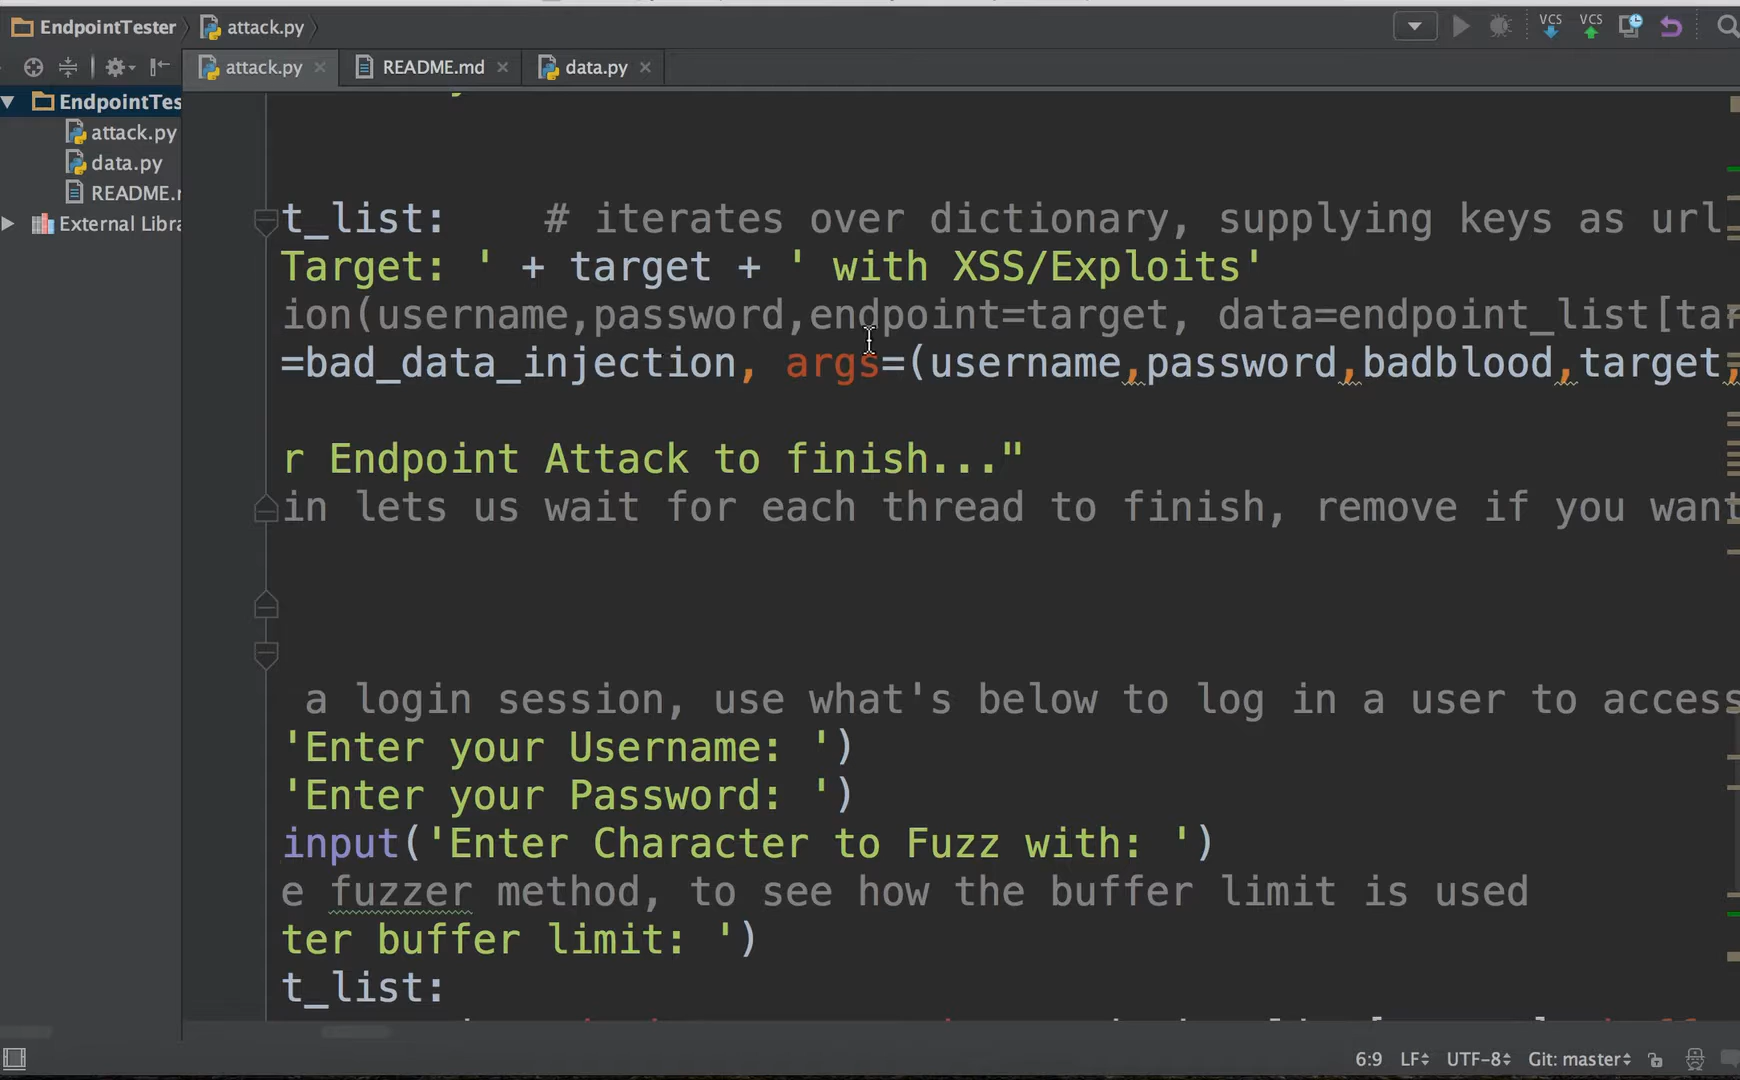 EndpointTester attack.py
VCS VCS
attack.py README.md data.py
EndpointTes
attack.py
data.py
README.
External Libra
t_list:    # iterates over dictionary, supplying keys as url
Target: ' + target + ' with XSS/Exploits'
ion(username,password,endpoint=target, data=endpoint_list[tar
=bad_data_injection, args=(username,password,badblood,target,
r Endpoint Attack to finish..."
in lets us wait for each thread to finish, remove if you want
a login session, use what's below to log in a user to access
'Enter your Username: ')
'Enter your Password: ')
input('Enter Character to Fuzz with: ')
e fuzzer method, to see how the buffer limit is used
ter buffer limit: ')
t_list:
6:9 LF UTF-8 Git: master